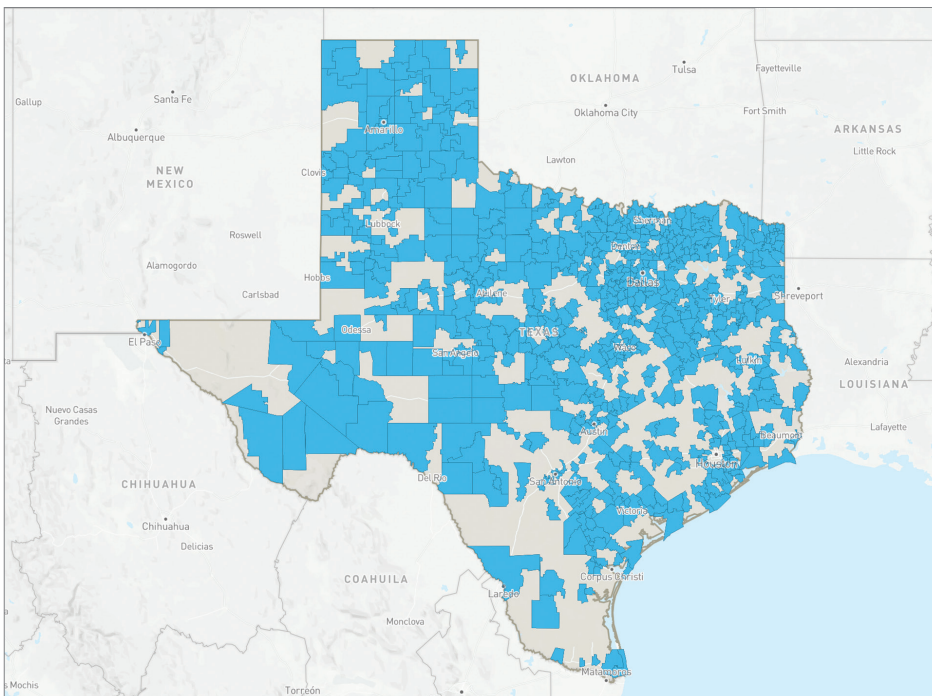 Tulsa
Fayetteville
OKLAHOMA
Santa Fe
Gallup
Oklahoma City
Fort Smith
Amarillo
ARKANSAS
Albuquerque
Little Rock
Lawton
NEW
MEXICO
Clovis
Lubbock
Sherman
Roswell
Denton
Alamogordo
Hobbs
Dallas
Carlsbad
Abilene
Tyler
Shreveport
Odessa
TEXAS
El Paso
Waco
San Angelo
Lufkin
Alexandria
LOUISIANA
Nuevo Casas
Grandes
Austin
Lafayette
Beaumont
Houston
Del Rio
San Antonio
CHIHUAHUA
Victoria
Chihuahua
Delicias
COAHUILA
Corpus Christi
Laredo
Monclova
Matamoros
s Mochis
Torreón